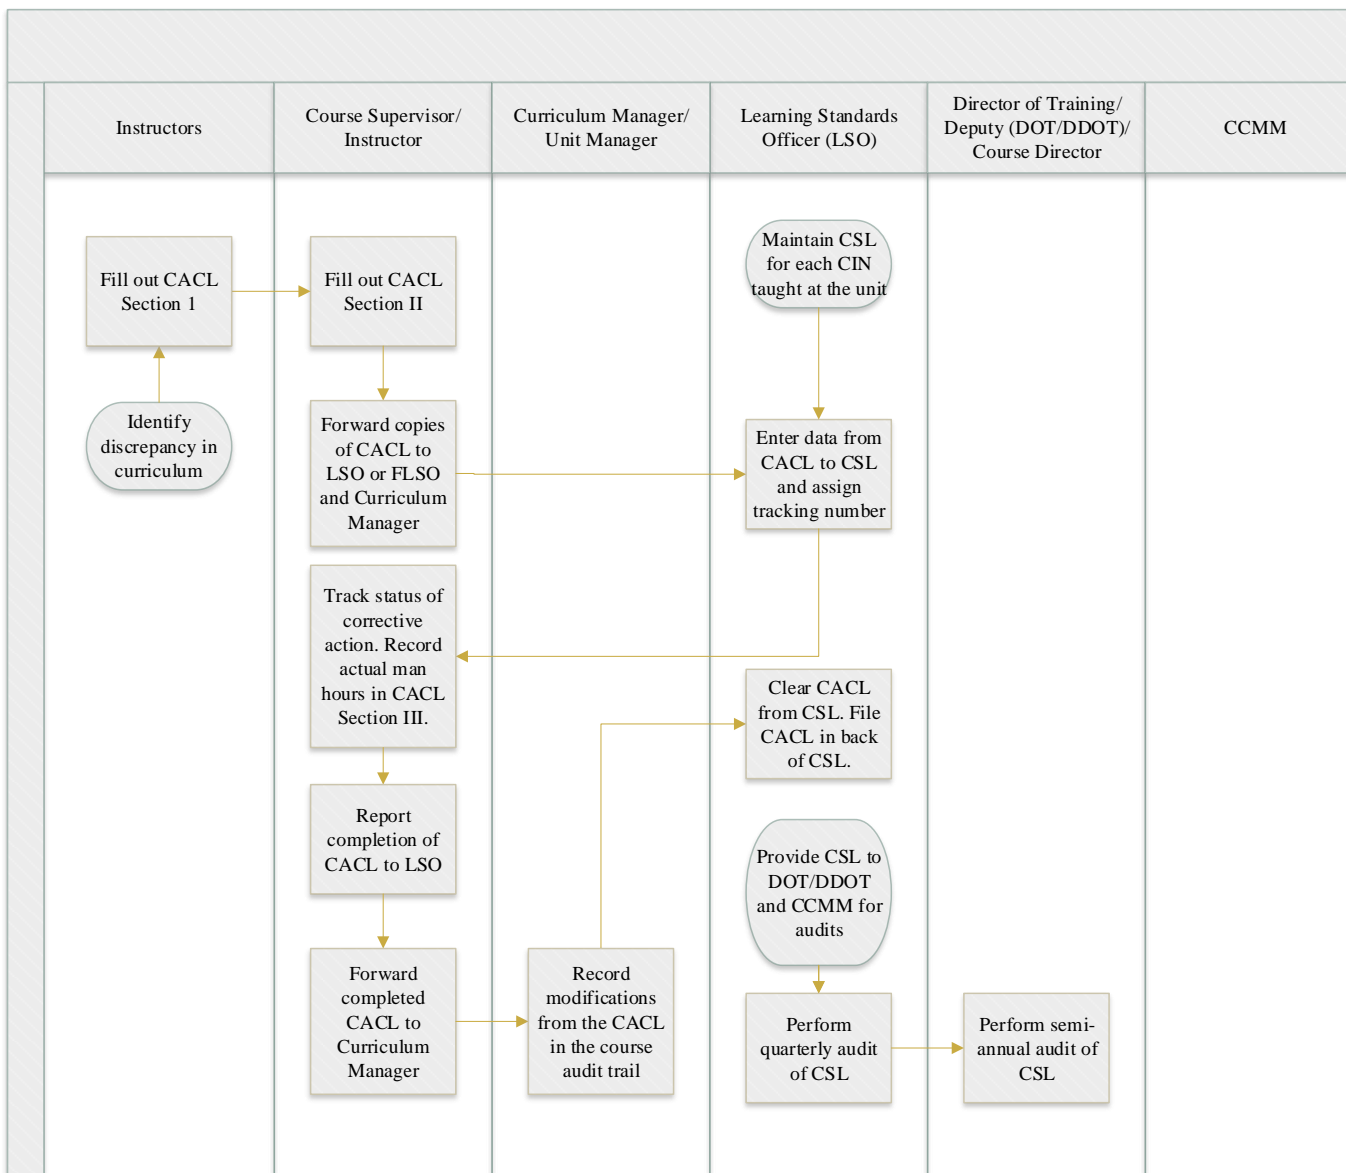 Instructors
Course Supervisor/
Instructor
Curriculum Manager/
Unit Manager
Learning Standards
Officer (LSO)
Director of Training/
Deputy (DOT/DDOT)/
Course Director
CCMM
Fill out CACL
Section 1
Identify
discrepancy in
curriculum
Fill out CACL
Section II
Forward copies
of CACL to
LSO or FLSO
and Curriculum
Manager
Track status of
corrective
action. Record
actual man
hours in CACL
Section III.
Report
completion of
CACL to LSO
Forward
completed
CACL to
Curriculum
Manager
Record
modifications
from the CACL
in the course
audit trail
Maintain CSL
for each CIN
taught at the unit
Enter data from
CACL to CSL
and assign
tracking number
Clear CACL
from CSL. File
CACL in back
of CSL.
Provide CSL to
DOT/DDOT
and CCMM for
audits
Perform
quarterly audit
of CSL
Perform semi-
annual audit of
CSL